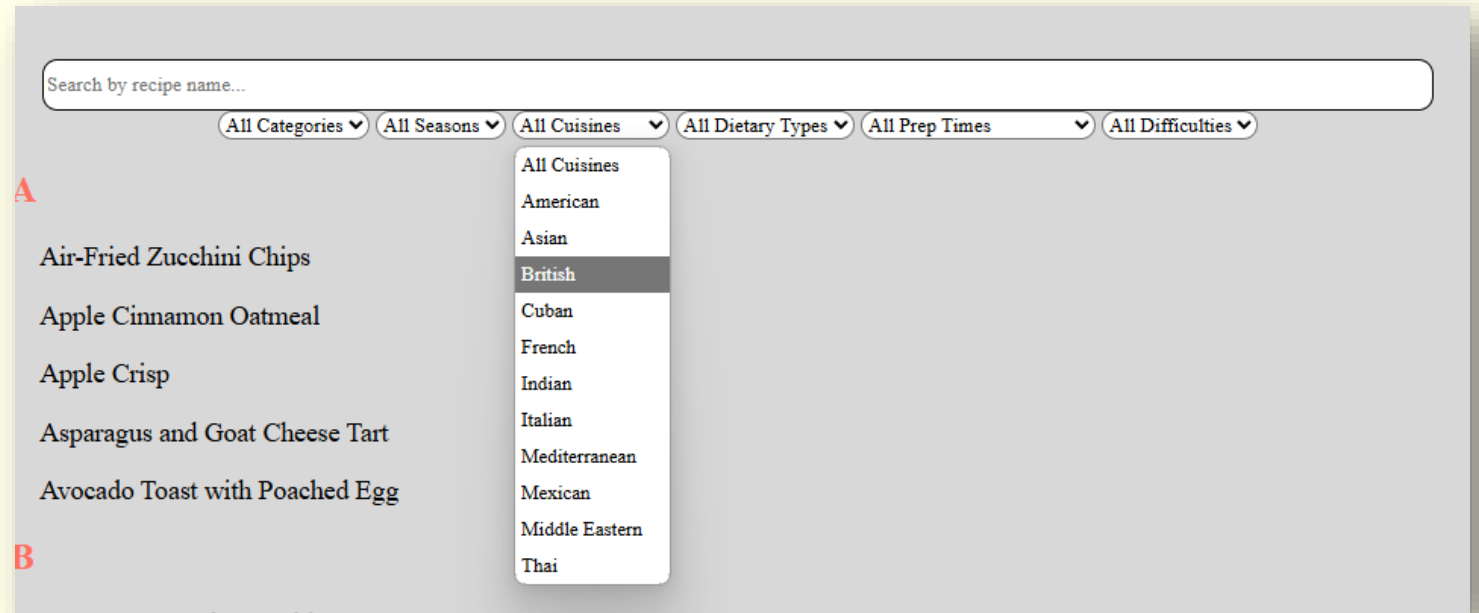 Search by recipe name...
All Categories All Seasons All Cuisines All Dietary Types All Prep Times All Difficulties
All Cuisines
American
Asian
British
Cuban
French
Indian
Italian
Mediterranean
Mexican
Middle Eastern
Thai
A
Air-Fried Zucchini Chips
Apple Cinnamon Oatmeal
Apple Crisp
Asparagus and Goat Cheese Tart
Avocado Toast with Poached Egg
B